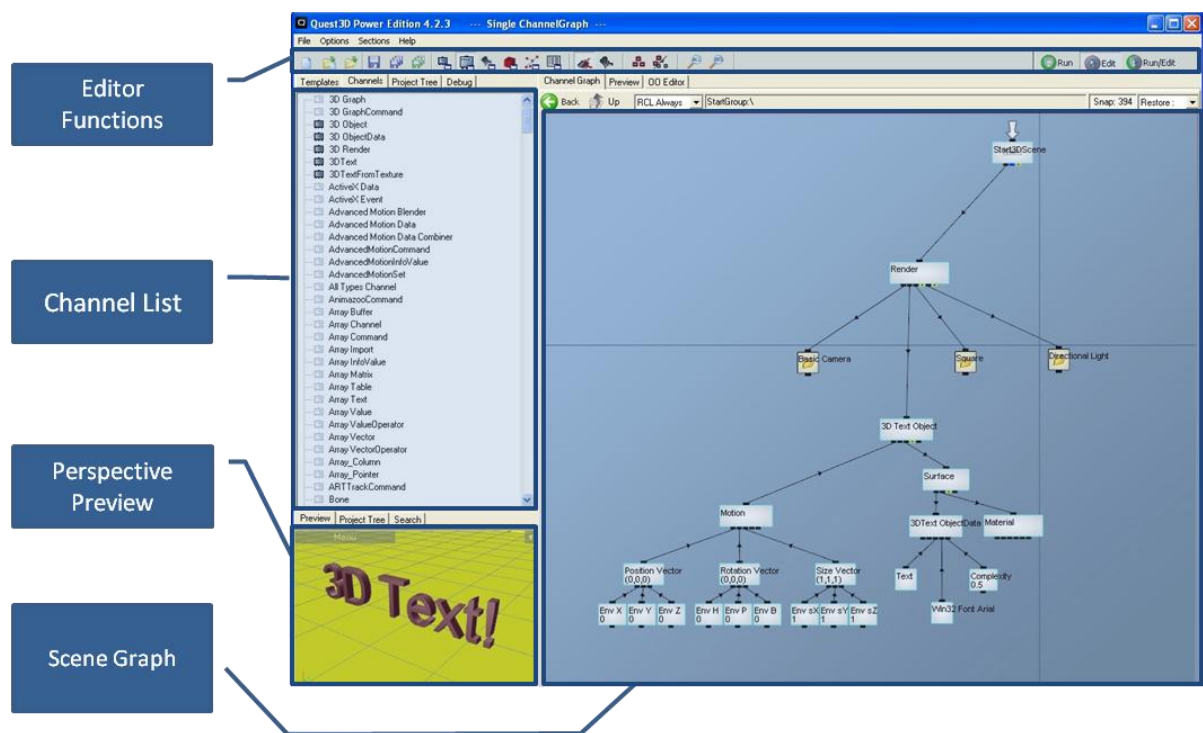 Quest3D Power Edition 4.2.3 --- Single ChannelGraph ---
File Options Sections Help
Run Edit Run/Edit
Templates Channels Project Tree Debug
Channel Graph Preview OO Editor
Back Up RCL Always StartGroup:\ Snap: 394 Restore :
Editor
Functions
Channel List
Perspective
Preview
Scene Graph
3D Graph
3D GraphCommand
3D Object
3D ObjectData
3D Render
3DText
3DTextFromTexture
ActiveX Data
ActiveX Event
Advanced Motion Blender
Advanced Motion Data
Advanced Motion Data Combiner
AdvancedMotionCommand
AdvancedMotionInfoValue
AdvancedMotionSet
All Types Channel
AnimazooCommand
Array Buffer
Array Channel
Array Command
Array Import
Array InfoValue
Array Matrix
Array Table
Array Text
Array Value
Array ValueOperator
Array Vector
Array VectorOperator
Array_Column
Array_Pointer
ARTTrackCommand
Bone
Preview Project Tree Search
Menu
3D Text!
Start3DScene
Render
Basic Camera
Square
Directional Light
3D Text Object
Surface
Motion
3DText ObjectData
Material
Position Vector
(0,0,0)
Rotation Vector
(0,0,0)
Size Vector
(1,1,1)
Text
Complexity
0.5
Win32 Font Arial
Env X
0
Env Y
0
Env Z
0
Env H
0
Env P
0
Env B
0
Env sX
1
Env sY
1
Env sZ
1